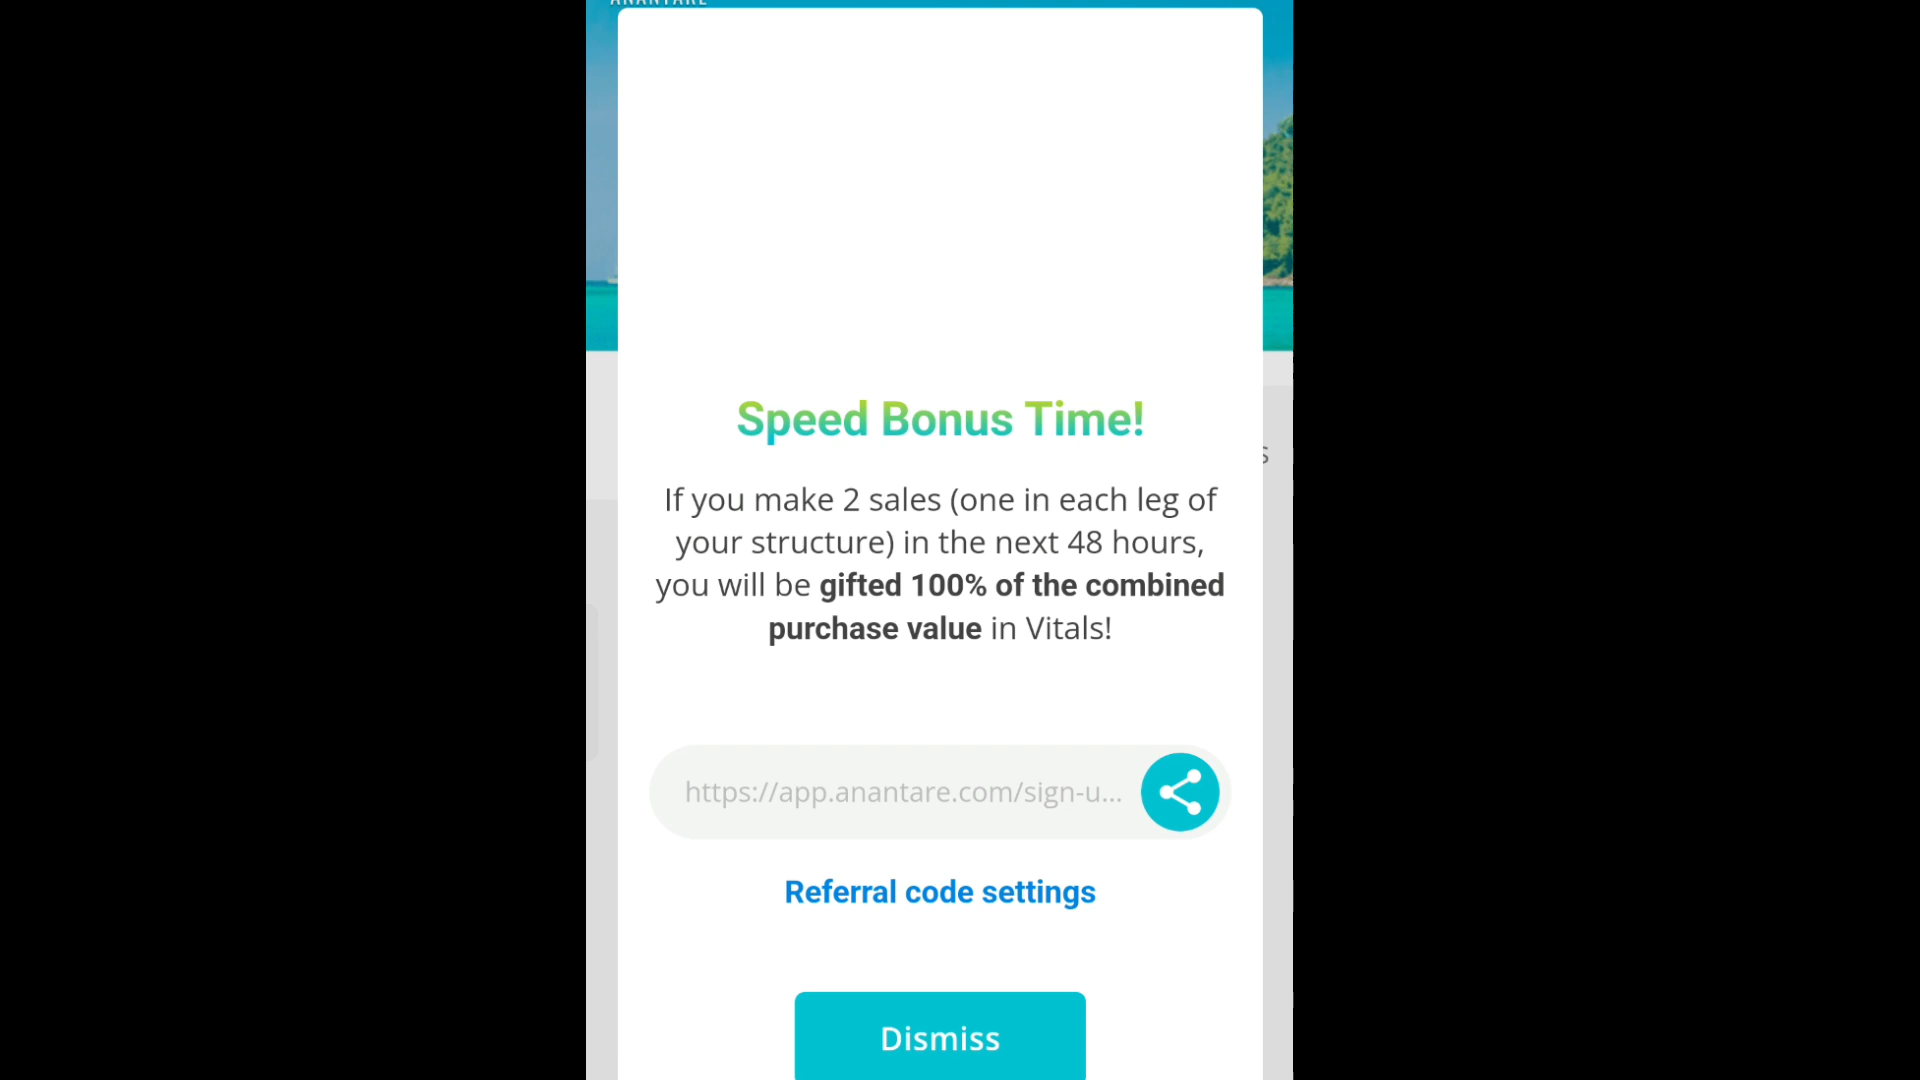 ANANTARE
Speed Bonus Time!
If you make 2 sales (one in each leg of
your structure) in the next 48 hours,
you will be gifted 100% of the combined
purchase value in Vitals!
https://app.anantare.com/sign-u...
Referral code settings
Dismiss